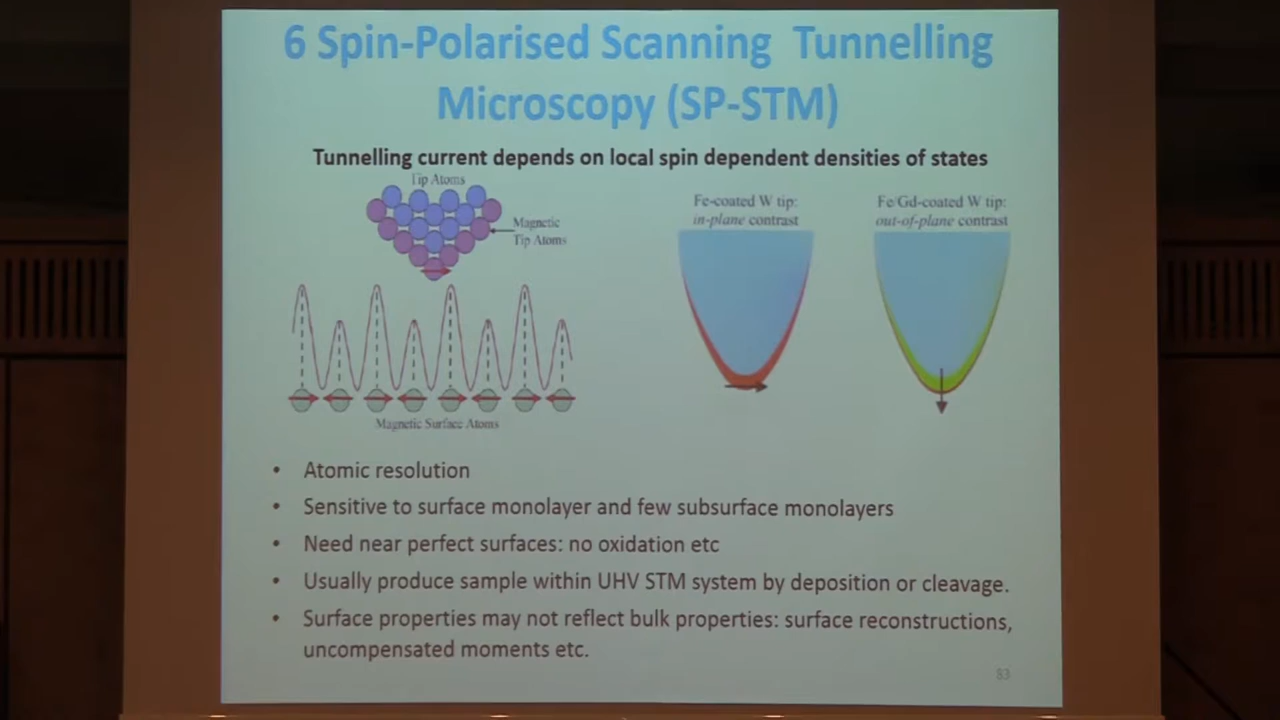 6 Spin-Polarised Scanning Tunnelling
Microscopy (SP-STM)
Tunnelling current depends on local spin dependent densities of states
Tip Atoms
Magnetic
Tip Atoms
Magnetic Surface Atoms
Fe-coated W tip:
in-plane contrast
Fe/Gd-coated W tip:
out-of-plane contrast
• Atomic resolution
• Sensitive to surface monolayer and few subsurface monolayers
• Need near perfect surfaces: no oxidation etc
• Usually produce sample within UHV STM system by deposition or cleavage.
• Surface properties may not reflect bulk properties: surface reconstructions,
uncompensated moments etc.
83